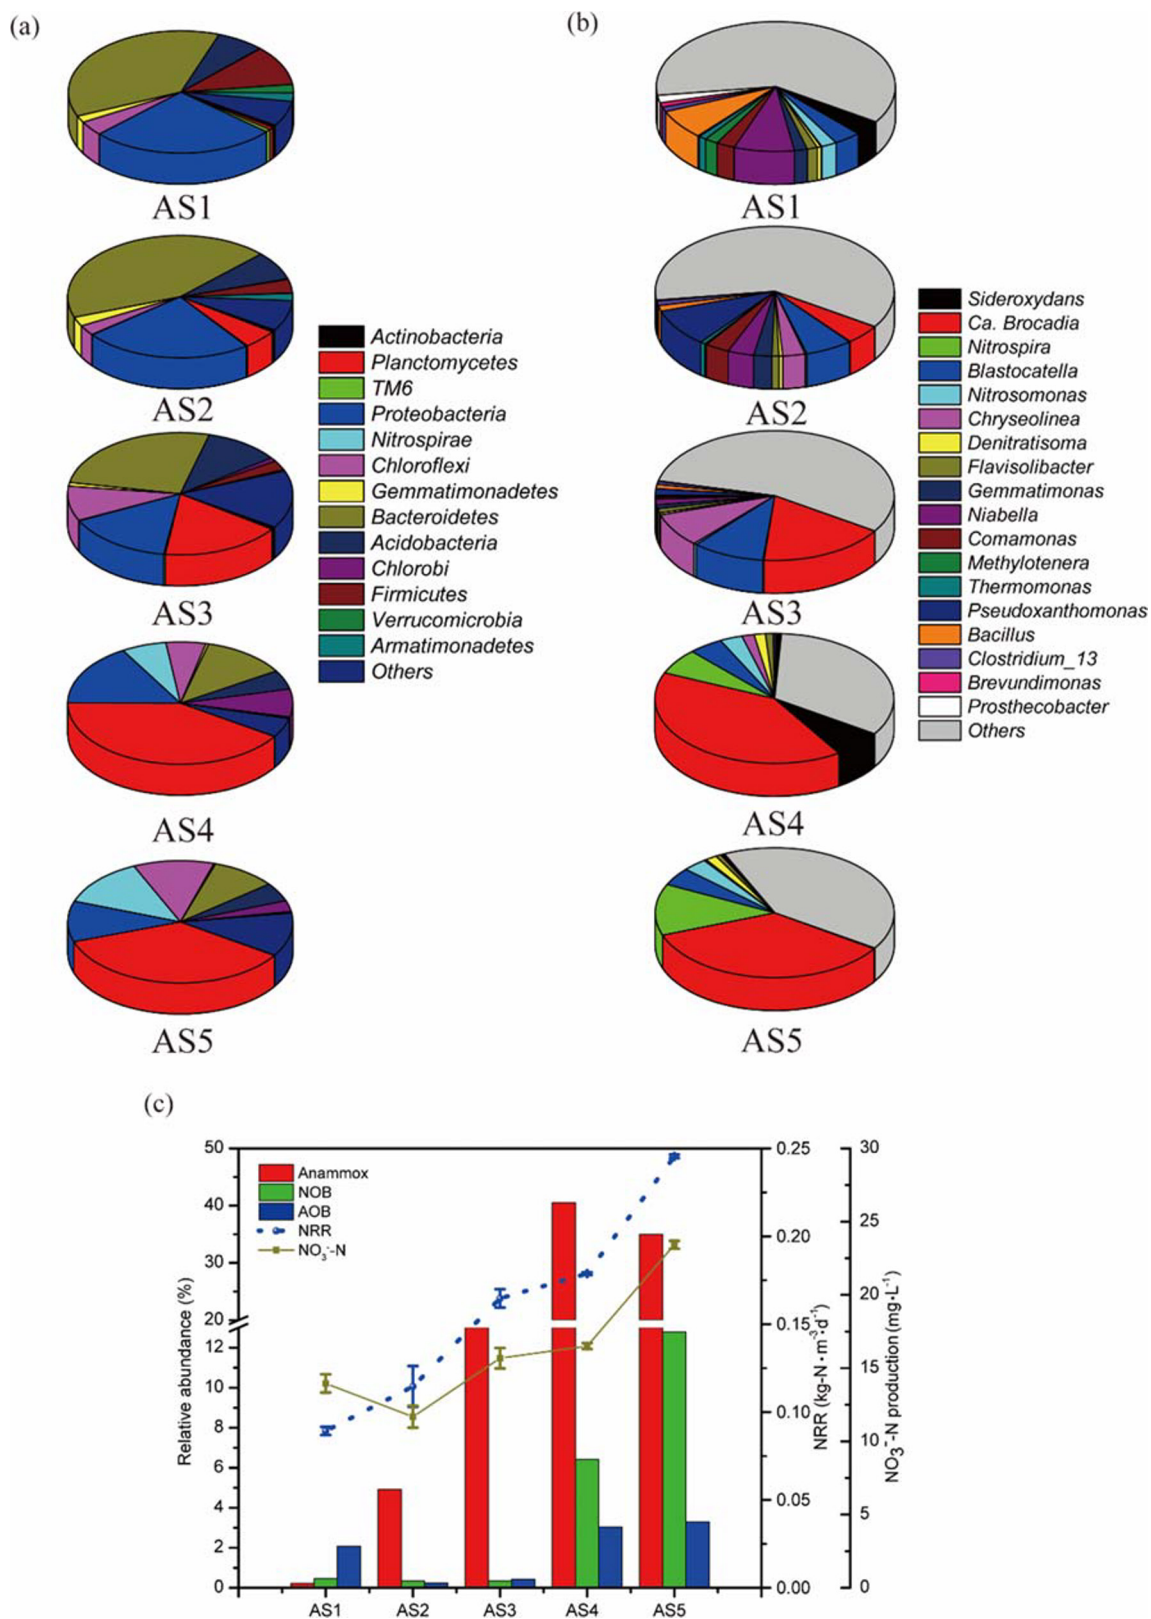 (a)
(b)
AS1
AS1
AS2
AS2
AS3
AS3
AS4
AS4
AS5
AS5
Actinobacteria
Planctomycetes
TM6
Proteobacteria
Nitrospirae
Chloroflexi
Gemmatimonadetes
Bacteroidetes
Acidobacteria
Chlorobi
Firmicutes
Verrucomicrobia
Armatimonadetes
Others
Sideroxydans
Ca. Brocadia
Nitrospira
Blastocatella
Nitrosomonas
Chryseolinea
Denitratisoma
Flavisolibacter
Gemmatimonas
Niabella
Comamonas
Methylotenera
Thermomonas
Pseudoxanthomonas
Bacillus
Clostridium_13
Brevundimonas
Prosthecobacter
Others
(c)
Anammox
NOB
AOB
NRR
NO₃⁻-N
Relative abundance (%)
50
40
30
20
12
10
8
6
4
2
0
AS1 AS2 AS3 AS4 AS5
0.25
0.20
0.15
0.10
0.05
0.00
NRR (kg-N·m⁻³·d⁻¹)
30
25
20
15
10
5
0
NO₃⁻-N production (mg·L⁻¹)